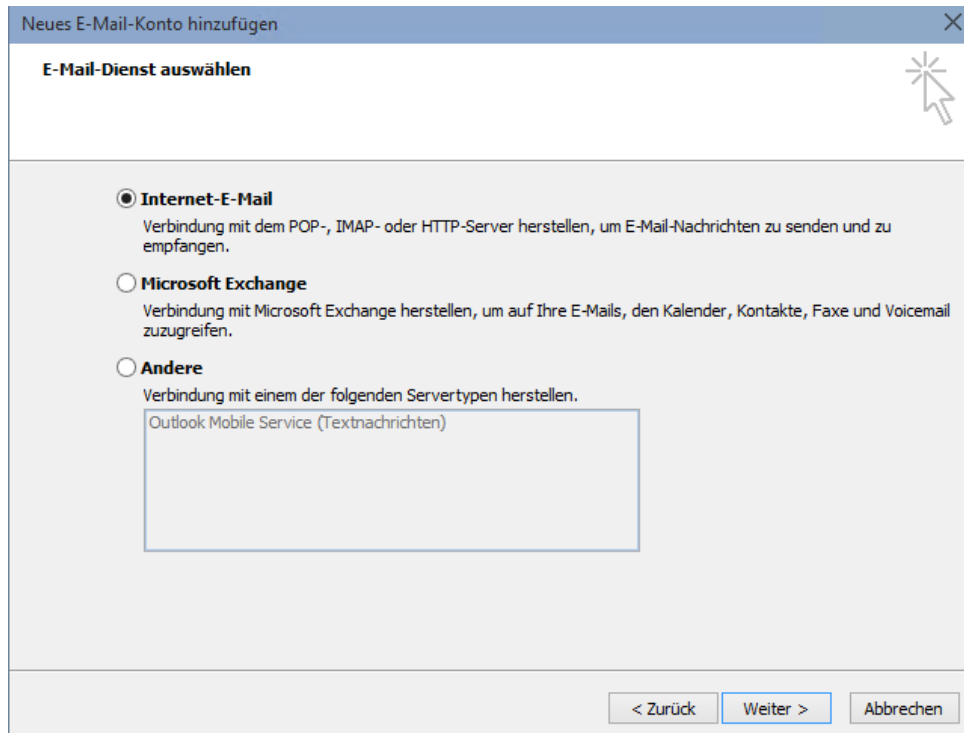 Neues E-Mail-Konto hinzufügen
E-Mail-Dienst auswählen
Internet-E-Mail
Verbindung mit dem POP-, IMAP- oder HTTP-Server herstellen, um E-Mail-Nachrichten zu senden und zu
empfangen.
Microsoft Exchange
Verbindung mit Microsoft Exchange herstellen, um auf Ihre E-Mails, den Kalender, Kontakte, Faxe und Voicemail
zuzugreifen.
Andere
Verbindung mit einem der folgenden Servertypen herstellen.
Outlook Mobile Service (Textnachrichten)
< Zurück Weiter > Abbrechen